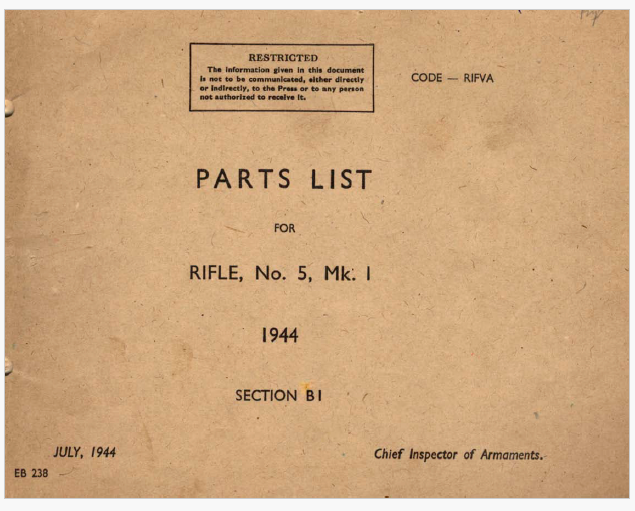 RESTRICTED
The information given in this document
is not to be communicated, either directly
or indirectly, to the Press or to any person
not authorized to receive it.
CODE — RIFVA
PARTS LIST
FOR
RIFLE, No. 5, Mk. I
1944
SECTION B1
JULY, 1944
Chief Inspector of Armaments.
EB 238